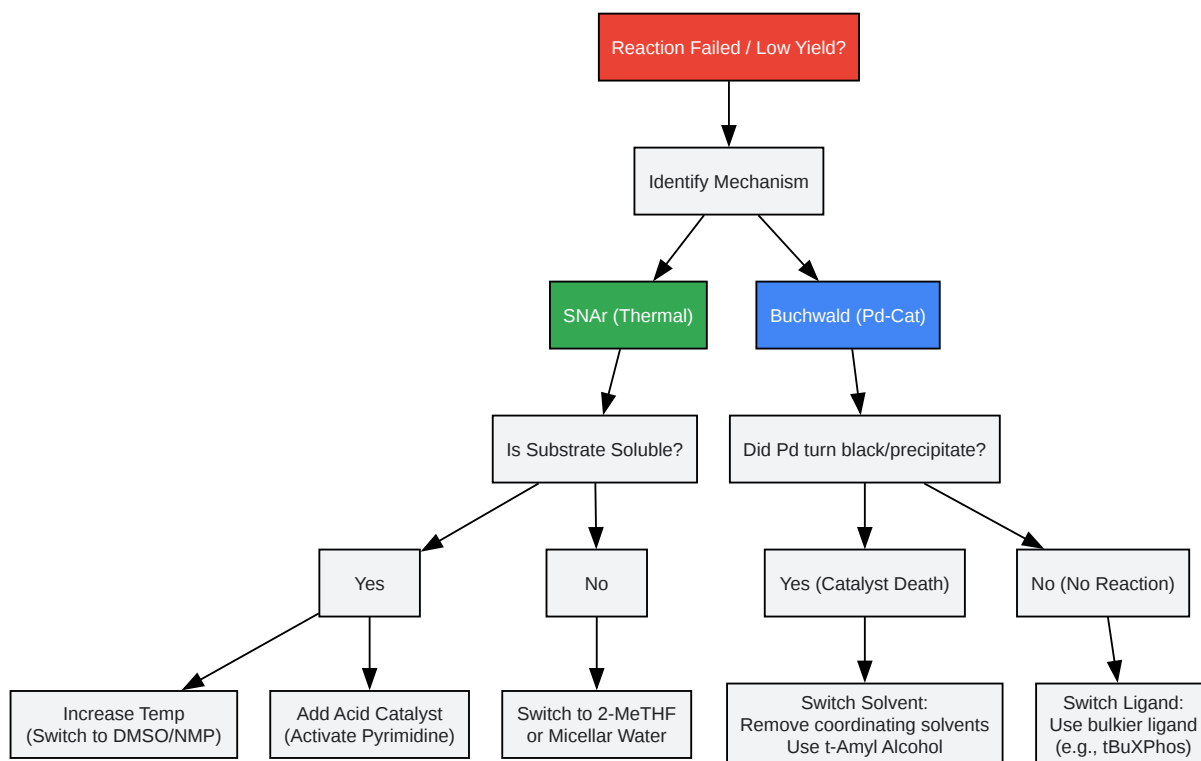 Reaction Failed / Low Yield?
Identify Mechanism
SNAr (Thermal)
Buchwald (Pd-Cat)
Is Substrate Soluble?
Did Pd turn black/precipitate?
Yes
No
Yes (Catalyst Death)
No (No Reaction)
Increase Temp
(Switch to DMSO/NMP)
Add Acid Catalyst
(Activate Pyrimidine)
Switch to 2-MeTHF
or Micellar Water
Switch Solvent:
Remove coordinating solvents
Use t-Amyl Alcohol
Switch Ligand:
Use bulkier ligand
(e.g., tBuXPhos)